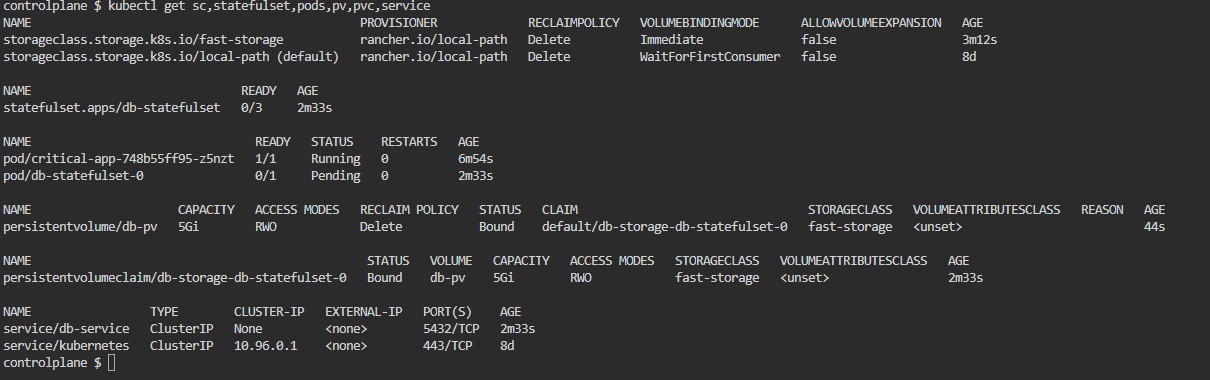 controlplane $ kubectl get sc,statefulset,pods,pv,pvc,service
NAME PROVISIONER RECLAIMPOLICY VOLUMEBINDINGMODE ALLOWVOLUMEEXPANSION AGE
storageclass.storage.k8s.io/fast-storage rancher.io/local-path Delete Immediate false 3m12s
storageclass.storage.k8s.io/local-path (default) rancher.io/local-path Delete WaitForFirstConsumer false 8d
NAME READY AGE
statefulset.apps/db-statefulset 0/3 2m33s
NAME READY STATUS RESTARTS AGE
pod/critical-app-748b55ff95-z5nzt 1/1 Running 0 6m54s
pod/db-statefulset-0 0/1 Pending 0 2m33s
NAME CAPACITY ACCESS MODES RECLAIM POLICY STATUS CLAIM STORAGECLASS VOLUMEATTRIBUTESCLASS REASON AGE
persistentvolume/db-pv 5Gi RWO Delete Bound default/db-storage-db-statefulset-0 fast-storage <unset> 44s
NAME STATUS VOLUME CAPACITY ACCESS MODES STORAGECLASS VOLUMEATTRIBUTESCLASS AGE
persistentvolumeclaim/db-storage-db-statefulset-0 Bound db-pv 5Gi RWO fast-storage <unset> 2m33s
NAME TYPE CLUSTER-IP EXTERNAL-IP PORT(S) AGE
service/db-service ClusterIP None <none> 5432/TCP 2m33s
service/kubernetes ClusterIP 10.96.0.1 <none> 443/TCP 8d
controlplane $